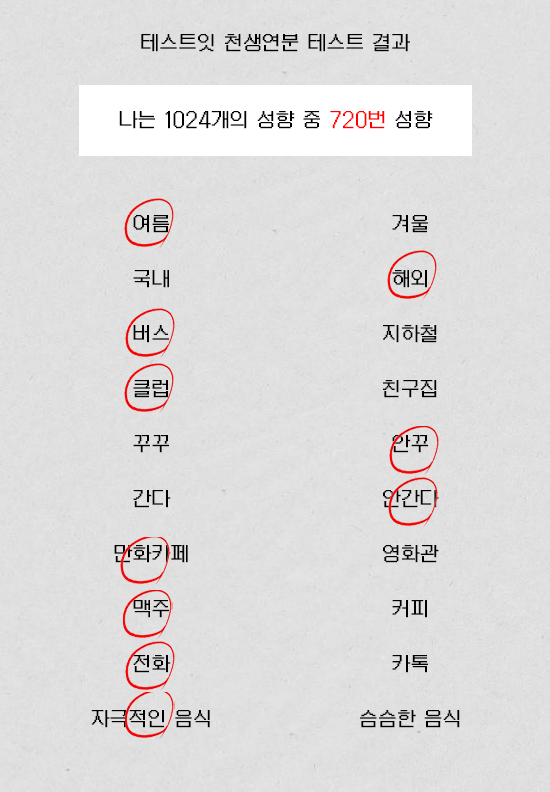 테스트잇 천생연분 테스트 결과
나는 1024개의 성향 중 720번 성향
여름 겨울
국내 해외
버스 지하철
클럽 친구집
꾸꾸 안꾸
간다 안간다
만화카페 영화관
맥주 커피
전화 카톡
자극적인 음식 슴슴한 음식